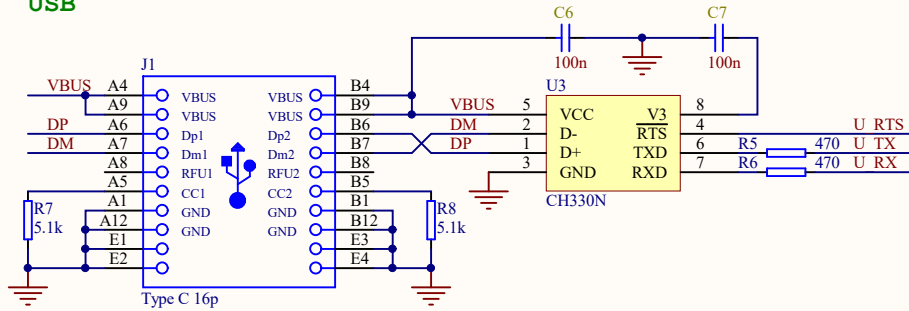 USB
C6
C7
100n
100n
J1
U3
VBUS A4 VBUS VBUS B4
A9 VBUS VBUS B9 VBUS 5 VCC V3 8
DP A6 Dp1 Dp2 B6 DM 2 D- RTS 4 U_RTS
DM A7 Dm1 Dm2 B7 DP 1 D+ TXD 6 R5 470 U_TX
A8 RFU1 RFU2 B8 3 GND RXD 7 R6 470 U_RX
A5 CC1 CC2 B5
CH330N
R7 A1 GND GND B1 R8
5.1k A12 GND GND B12 5.1k
E1 E3
E2 E4
Type C 16p